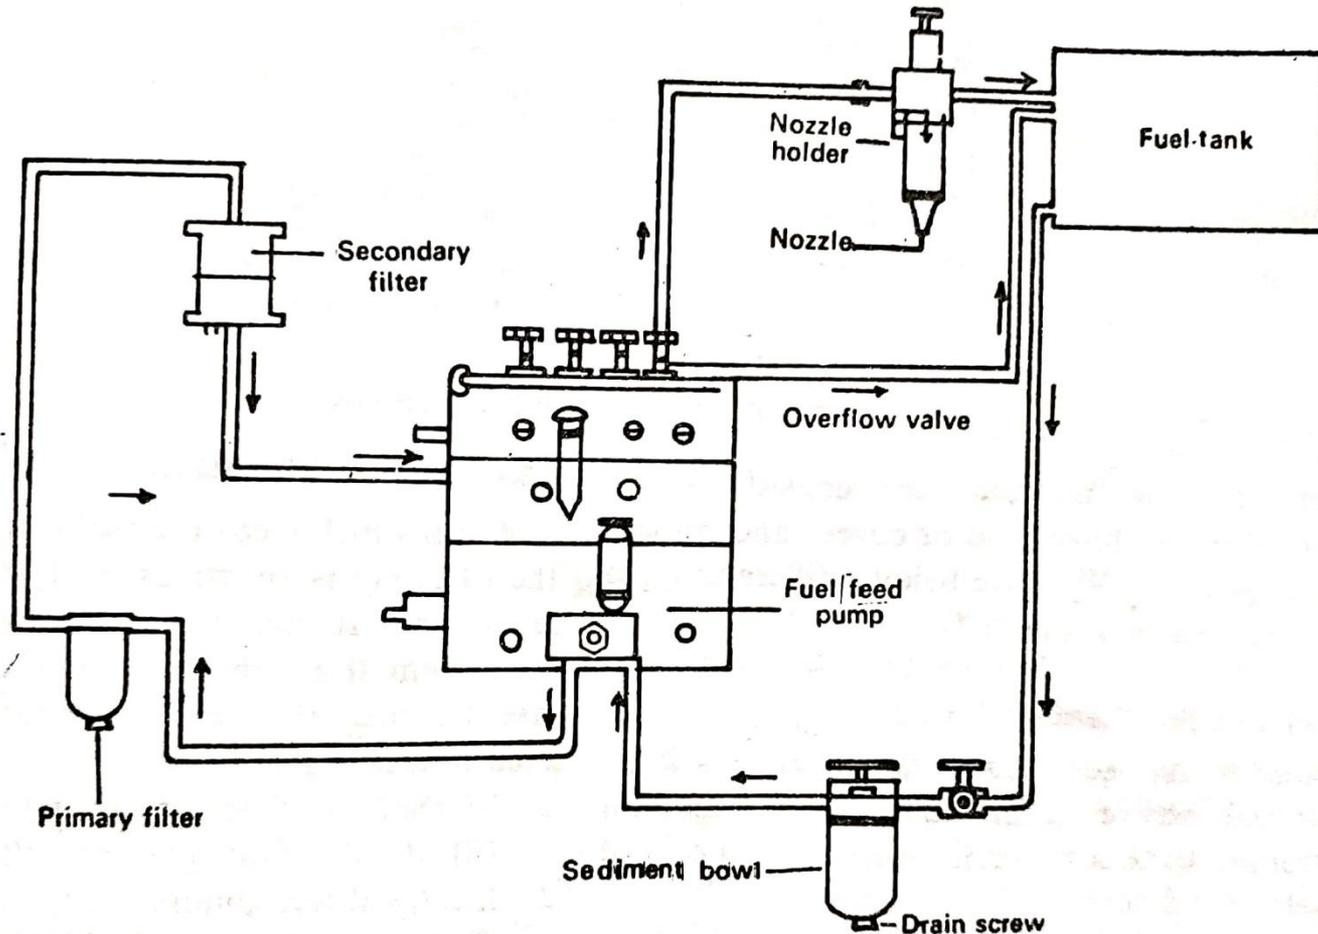 Nozzle
holder
Fuel-tank
Nozzle
Secondary
filter
Overflow valve
Fuel/feed
pump
Primary filter
Sediment bowl
Drain screw